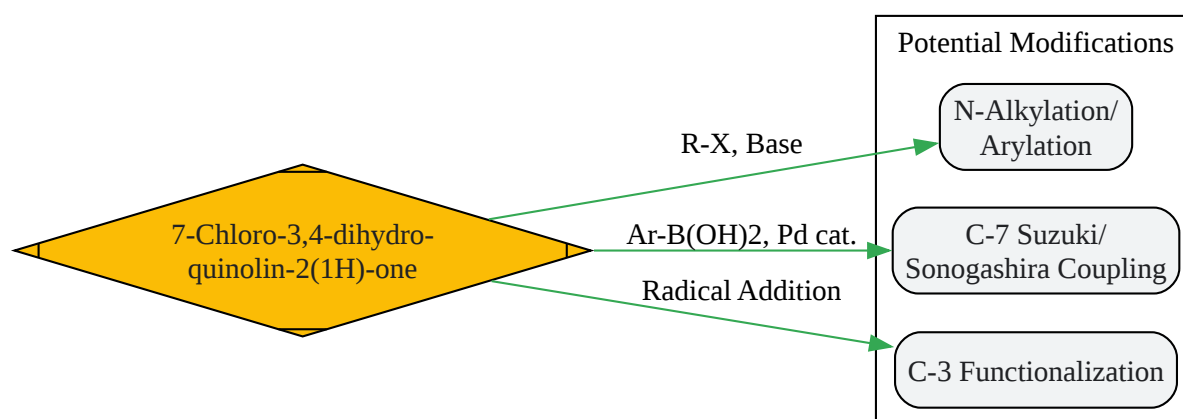 Potential Modifications
N-Alkylation/
Arylation
R-X, Base
7-Chloro-3,4-dihydro-
quinolin-2(1H)-one
Ar-B(OH)2, Pd cat.
C-7 Suzuki/
Sonogashira Coupling
Radical Addition
C-3 Functionalization